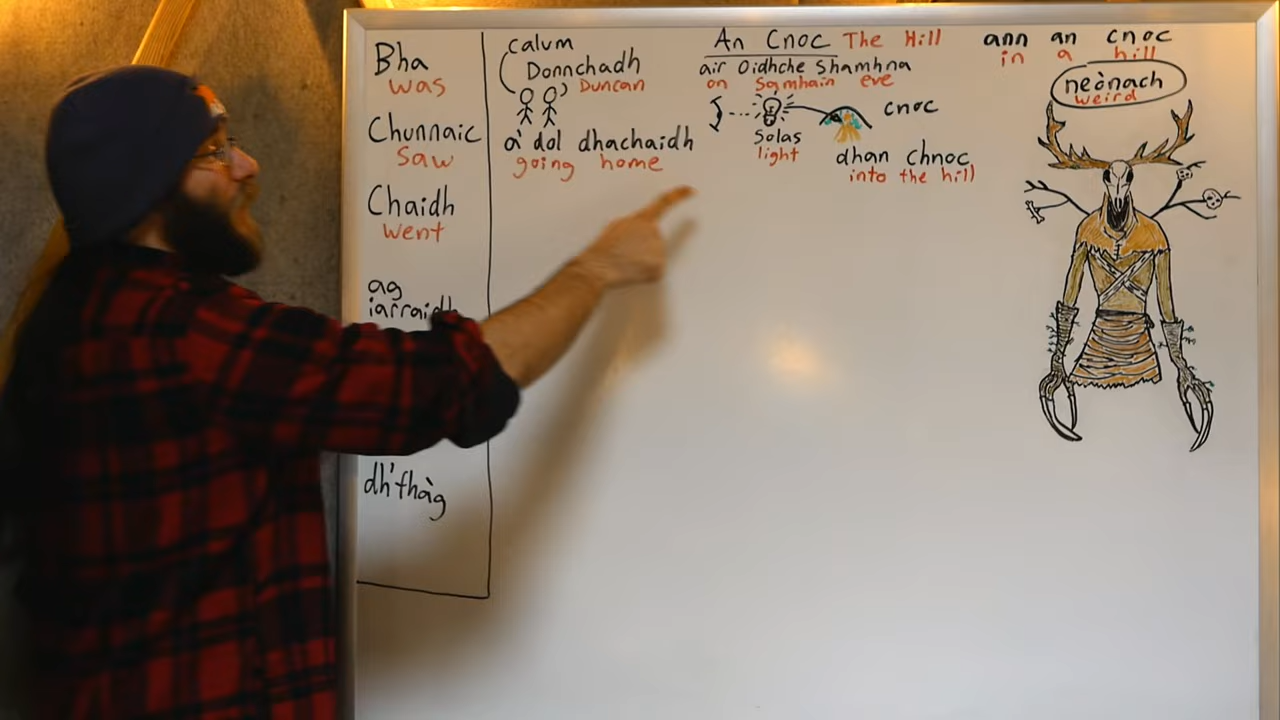 Bha
was
Chunnaic
Saw
Chaidh
went
ag
iarraidh
dh'fhàg
Calum
Donnchadh
Duncan
a' dol dhachaidh
going home
An Cnoc The Hill
air Oidhche Shamhna
on Samhain eve
Solas
light
cnoc
dhan chnoc
into the hill
ann an cnoc
in a hill
neònach
weird